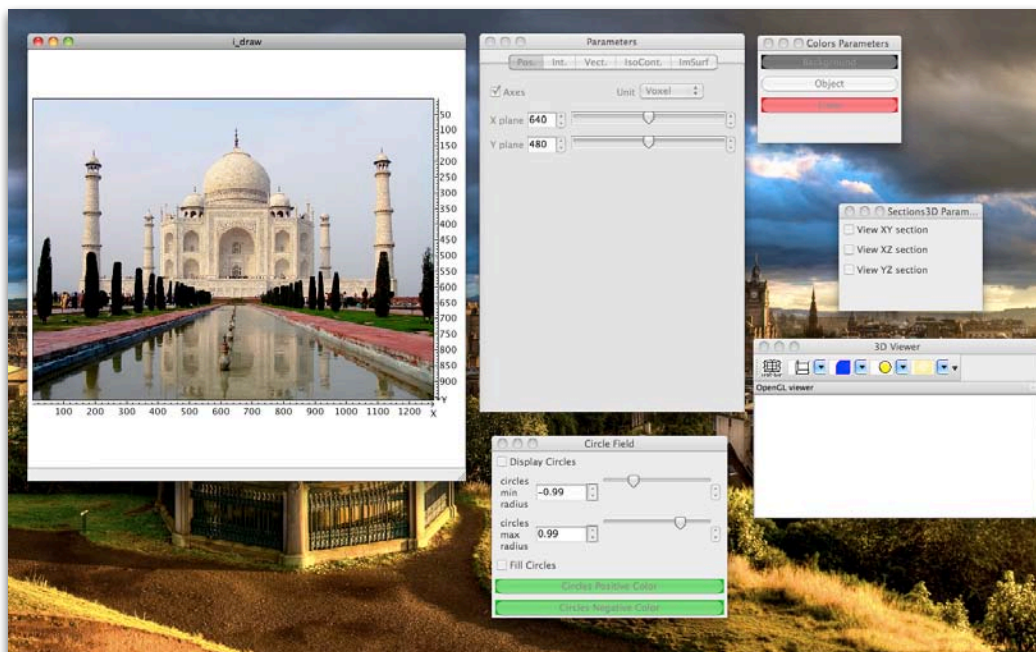 i_draw
50
100
150
200
250
300
350
400
450
500
550
600
650
700
750
800
850
900
Y
100 200 300 400 500 600 700 800 900 1000 1100 1200 X
Parameters
Pos. Int. Vect. IsoCont. ImSurf
Axes Unit Voxel
X plane 640
Y plane 480
Colors Parameters
Background
Object
Sections3D Param...
View XY section
View XZ section
View YZ section
3D Viewer
OpenGL viewer
Circle Field
Display Circles
circles
min -0.99
radius
circles
max 0.99
radius
Fill Circles
Circles Positive Color
Circles Negative Color